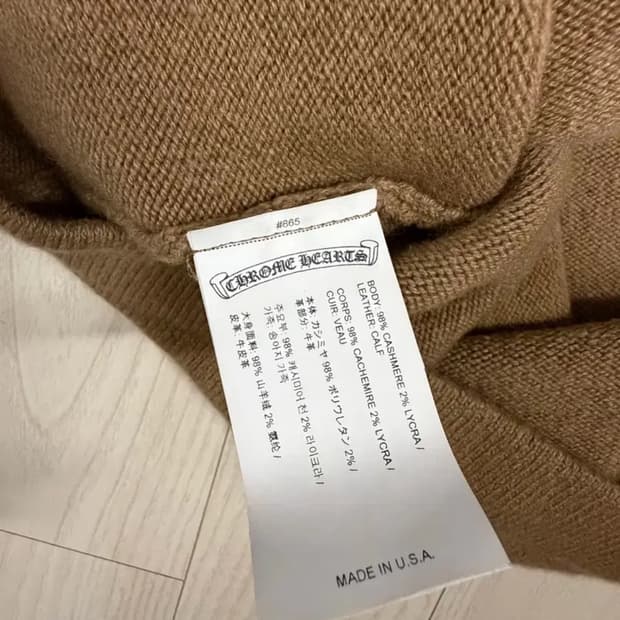 #865
CHROME HEARTS
BODY: 98% CASHMERE 2% LYCRA /
LEATHER: CALF
CORPS: 98% CACHEMIRE 2% LYCRA /
CUIR: VEAU
本体: カシミヤ 98% ポリウレタン 2% /
革部分: 牛革
주요부: 98% 캐시미어 천 2% 라이크라 /
가죽: 송아지 가죽
大身面料: 98% 山羊绒 2% 氨纶 /
皮革: 牛皮革
MADE IN U.S.A.